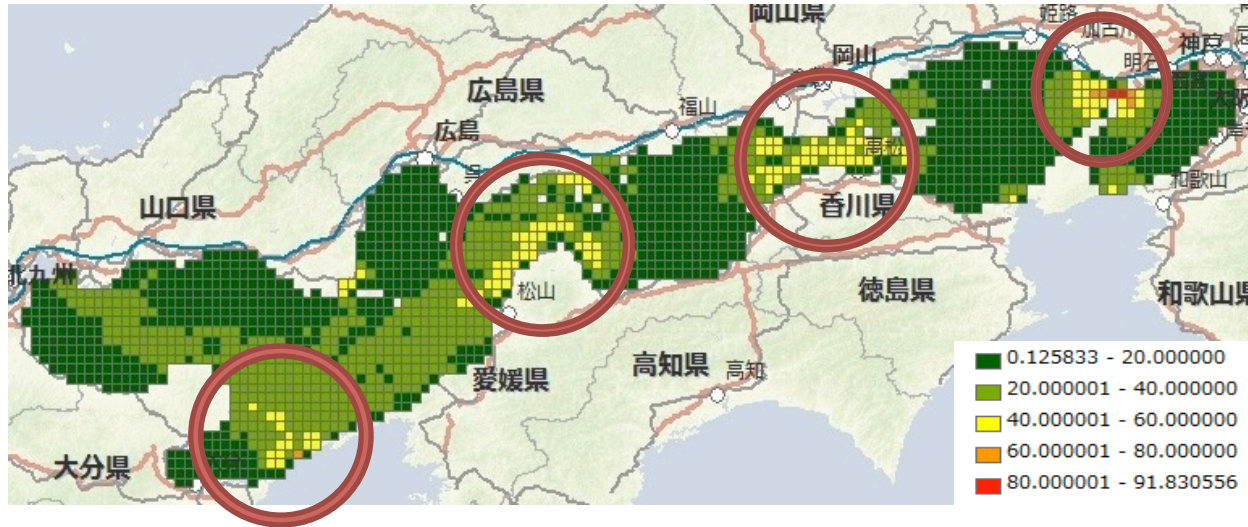 岡山県
姫路
加古川
神戸
岡山
明石
広島県
福山
広島
呉
高松
和歌山
山口県
香川県
北九州
松山
徳島県
和歌山県
高知県
高知
愛媛県
大分県
0.125833 - 20.000000
20.000001 - 40.000000
40.000001 - 60.000000
60.000001 - 80.000000
80.000001 - 91.830556